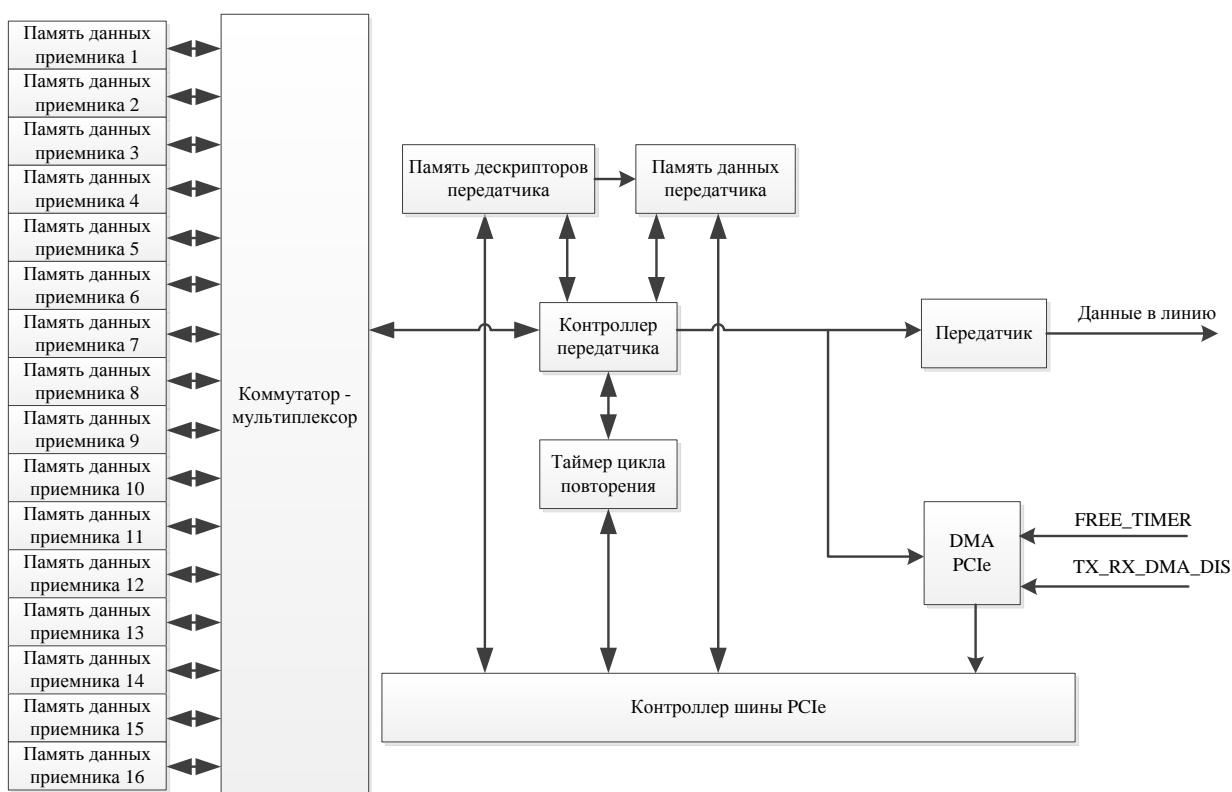 Память данных
приемника 1
Память данных
приемника 2
Память данных
приемника 3
Память данных
приемника 4
Память данных
приемника 5
Память данных
приемника 6
Память данных
приемника 7
Память данных
приемника 8
Память данных
приемника 9
Память данных
приемника 10
Память данных
приемника 11
Память данных
приемника 12
Память данных
приемника 13
Память данных
приемника 14
Память данных
приемника 15
Память данных
приемника 16
Коммутатор -
мультиплексор
Память дескрипторов
передатчика
Память данных
передатчика
Контроллер
передатчика
Передатчик
Данные в линию
Таймер цикла
повторения
DMA
PCIe
FREE_TIMER
TX_RX_DMA_DIS
Контроллер шины PCIe